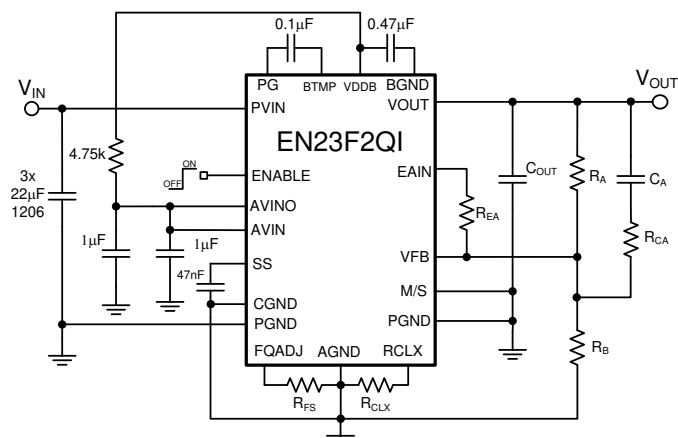 0.1µF
0.47µF
PG
BTMP
VDDB
BGND
V_IN
V_OUT
PVIN
VOUT
EN23F2QI
4.75k
ON
OFF
ENABLE
EAIN
C_OUT
R_A
C_A
3x
22µF
1206
AVINO
R_EA
R_CA
AVIN
1µF
1µF
VFB
SS
47nF
M/S
CGND
PGND
PGND
R_B
FQADJ
AGND
RCLX
R_FS
R_CLX